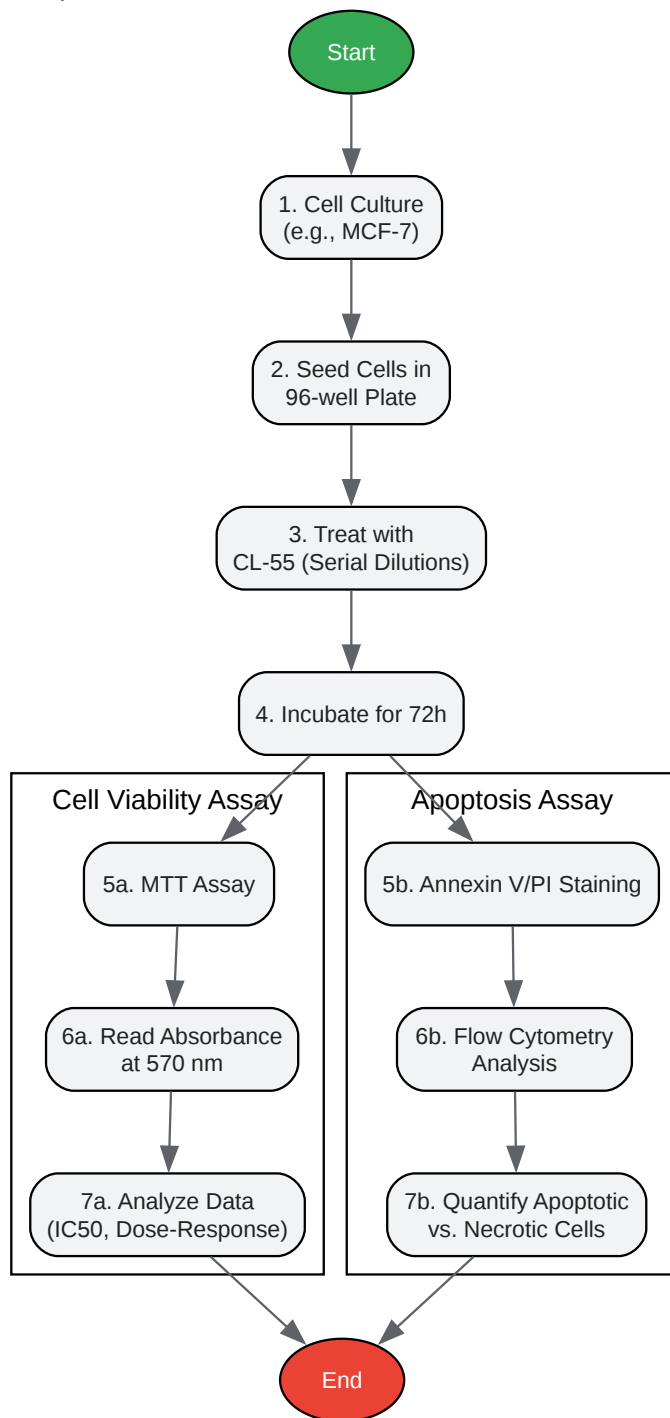 Start
1. Cell Culture
(e.g., MCF-7)
2. Seed Cells in
96-well Plate
3. Treat with
CL-55 (Serial Dilutions)
4. Incubate for 72h
Cell Viability Assay
5a. MTT Assay
6a. Read Absorbance
at 570 nm
7a. Analyze Data
(IC50, Dose-Response)
Apoptosis Assay
5b. Annexin V/PI Staining
6b. Flow Cytometry
Analysis
7b. Quantify Apoptotic
vs. Necrotic Cells
End